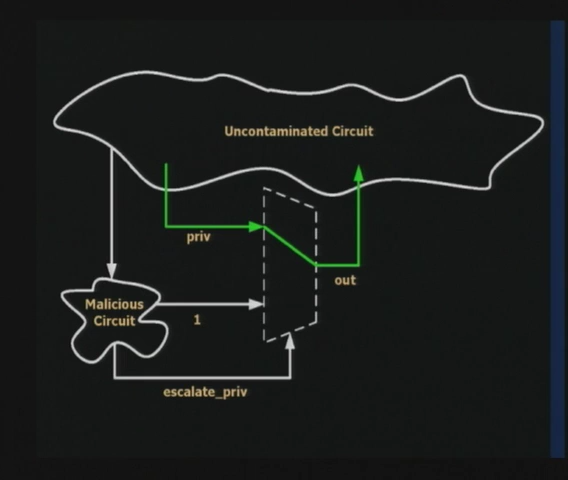 Uncontaminated Circuit
priv
out
Malicious
Circuit
1
escalate_priv